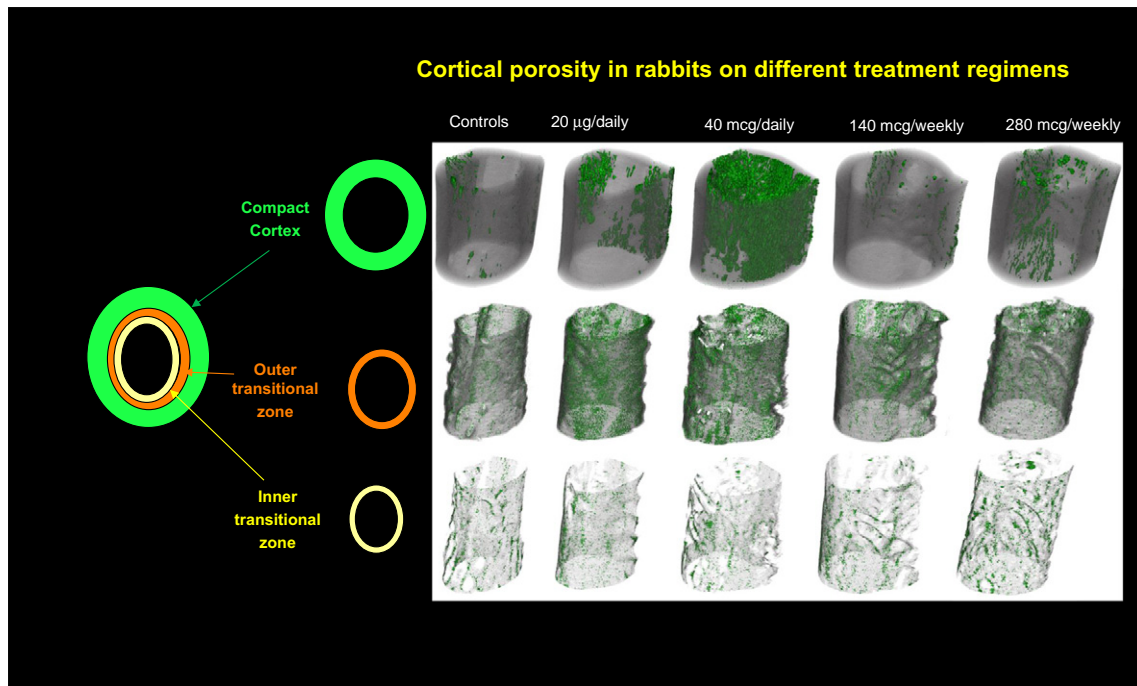 Cortical porosity in rabbits on different treatment regimens
Controls
20 μg/daily
40 mcg/daily
140 mcg/weekly
280 mcg/weekly
Compact
Cortex
Outer
transitional
zone
Inner
transitional
zone